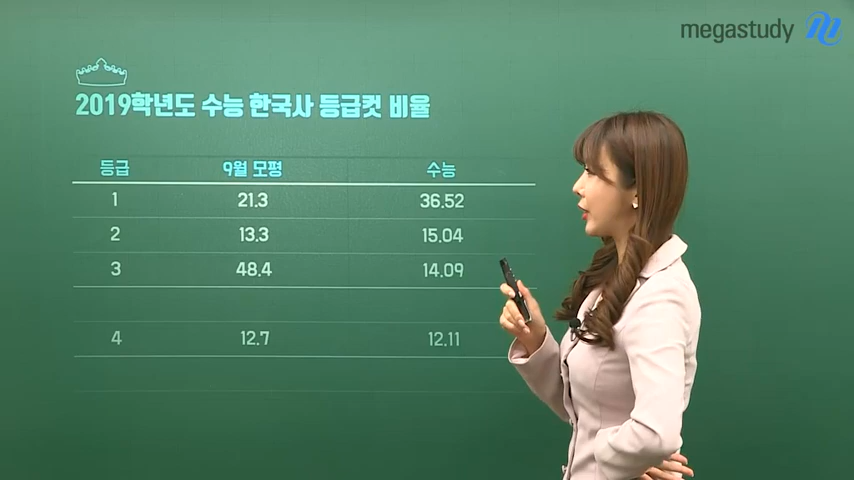 megastudy
2019학년도 수능 한국사 등급컷 비율
등급 9월 모평 수능
1 21.3 36.52
2 13.3 15.04
3 48.4 14.09
4 12.7 12.11